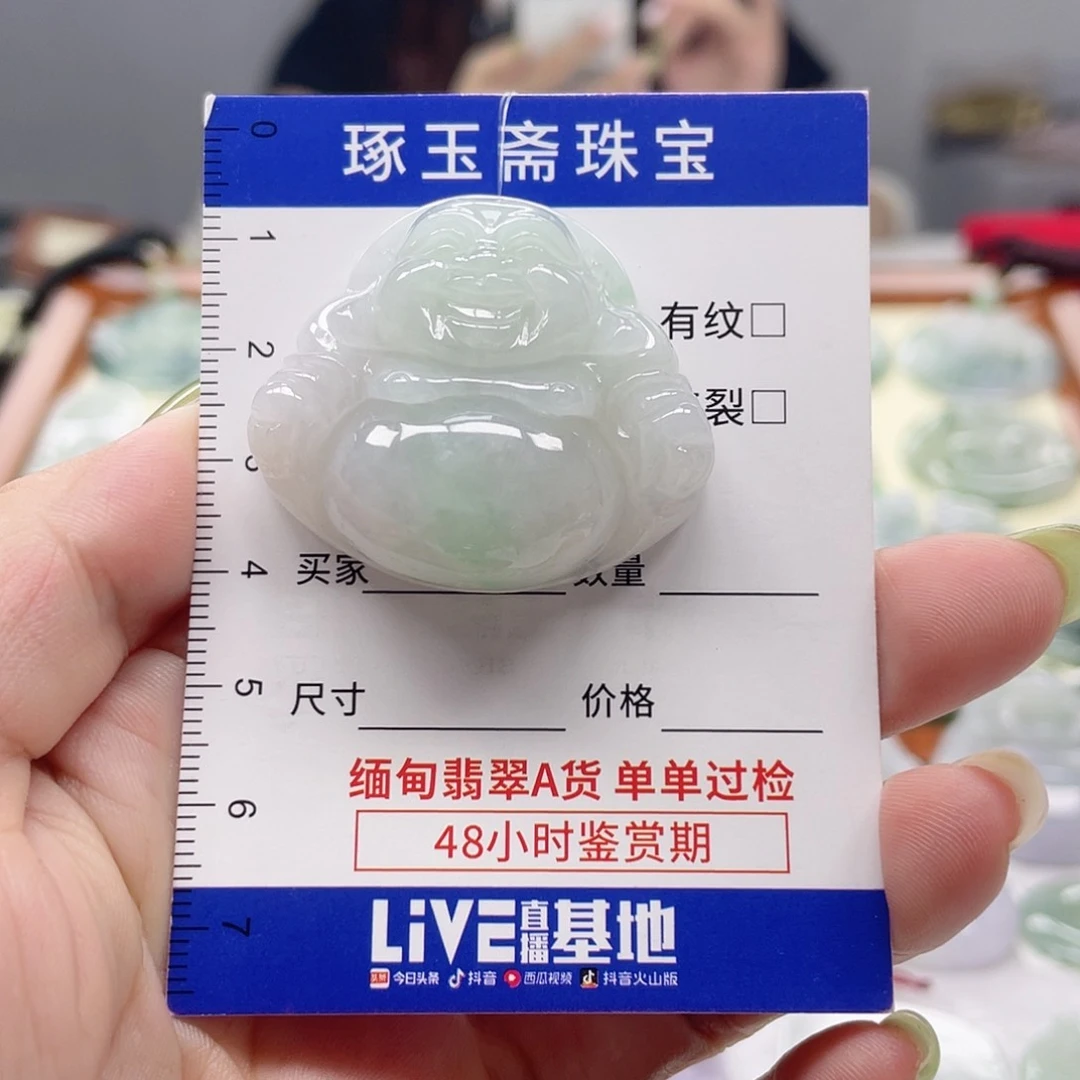 琢玉斋珠宝
0
1
有纹□
2
裂□
3
4
买家 数量
5
尺寸 价格
缅甸翡翠A货 单单过检
6
48小时鉴赏期
7
LiVE直播基地
头条 今日头条 抖音 西瓜视频 抖音火山版